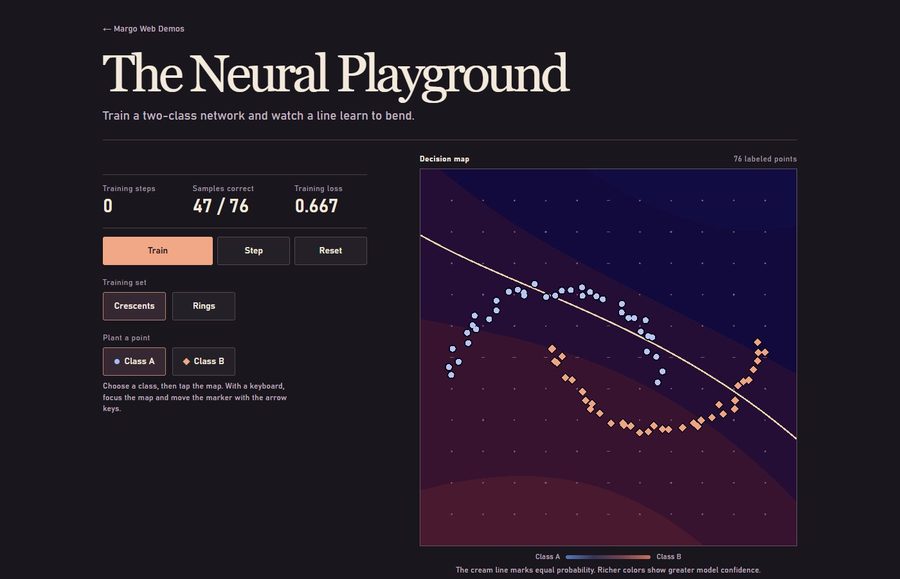 ← Margo Web Demos
The Neural Playground
Train a two-class network and watch a line learn to bend.
Training steps
0
Samples correct
47 / 76
Training loss
0.667
Train
Step
Reset
Training set
Crescents
Rings
Plant a point
Class A
Class B
Choose a class, then tap the map. With a keyboard,
focus the map and move the marker with the arrow
keys.
Decision map
76 labeled points
Class A
Class B
The cream line marks equal probability. Richer colors show greater model confidence.